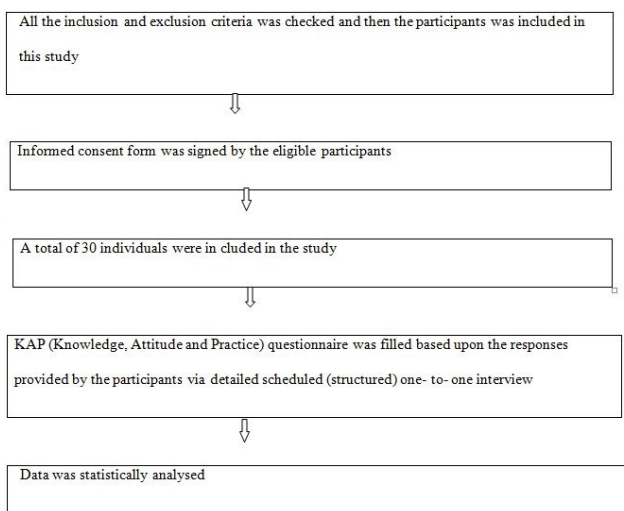 All the inclusion and exclusion criteria was checked and then the participants was included in
this study
Informed consent form was signed by the eligible participants
A total of 30 individuals were in cluded in the study
KAP (Knowledge, Attitude and Practice) questionnaire was filled based upon the responses
provided by the participants via detailed scheduled (structured) one- to- one interview
Data was statistically analysed